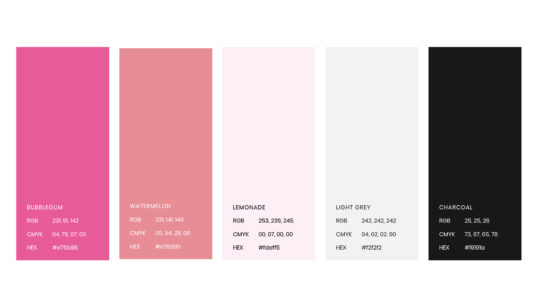 BUBBLEGUM
RGB 231, 91, 142
CMYK 04, 70, 07, 00
HEX #e75b98
WATERMELON
RGB 231, 141, 149
CMYK 05, 54, 28, 00
HEX #e78d95
LEMONADE
RGB 253, 239, 245
CMYK 00, 07, 00, 00
HEX #fdeff5
LIGHT GREY
RGB 242, 242, 242
CMYK 04, 02, 02, 00
HEX #f2f2f2
CHARCOAL
RGB 25, 25, 26
CMYK 73, 67, 65, 78
HEX #19191a